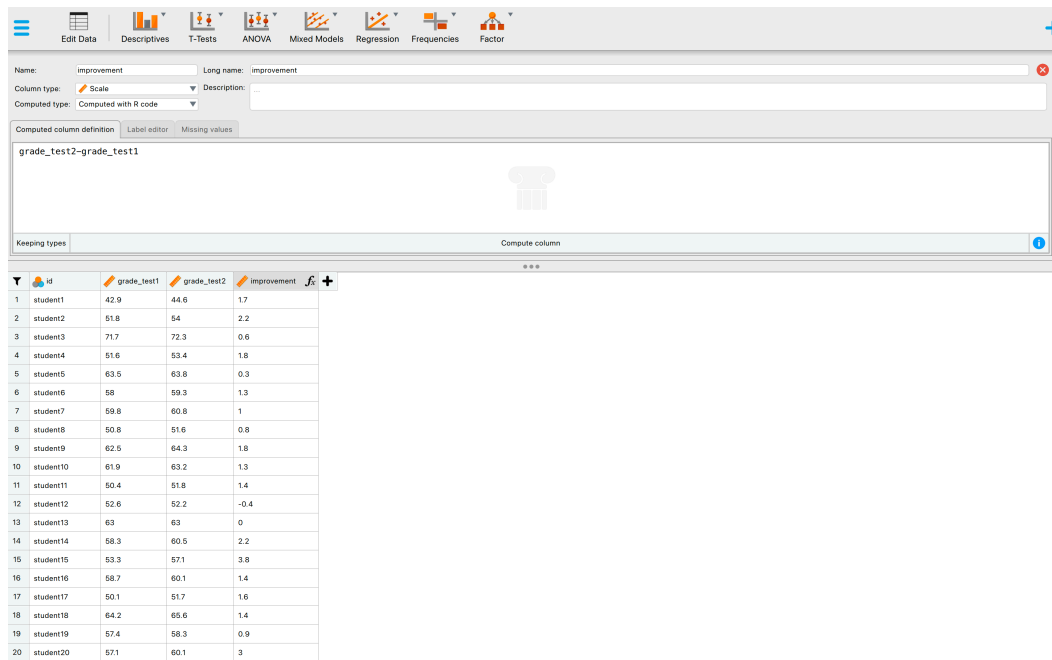 Edit Data Descriptives T-Tests ANOVA Mixed Models Regression Frequencies Factor
Name: improvement Long name: improvement
Column type: Scale Description: ...
Computed type: Computed with R code
Computed column definition Label editor Missing values
grade_test2-grade_test1
Keeping types Compute column i
id grade_test1 grade_test2 improvement fx
1 student1 42.9 44.6 1.7
2 student2 51.8 54 2.2
3 student3 71.7 72.3 0.6
4 student4 51.6 53.4 1.8
5 student5 63.5 63.8 0.3
6 student6 58 59.3 1.3
7 student7 59.8 60.8 1
8 student8 50.8 51.6 0.8
9 student9 62.5 64.3 1.8
10 student10 61.9 63.2 1.3
11 student11 50.4 51.8 1.4
12 student12 52.6 52.2 -0.4
13 student13 63 63 0
14 student14 58.3 60.5 2.2
15 student15 53.3 57.1 3.8
16 student16 58.7 60.1 1.4
17 student17 50.1 51.7 1.6
18 student18 64.2 65.6 1.4
19 student19 57.4 58.3 0.9
20 student20 57.1 60.1 3